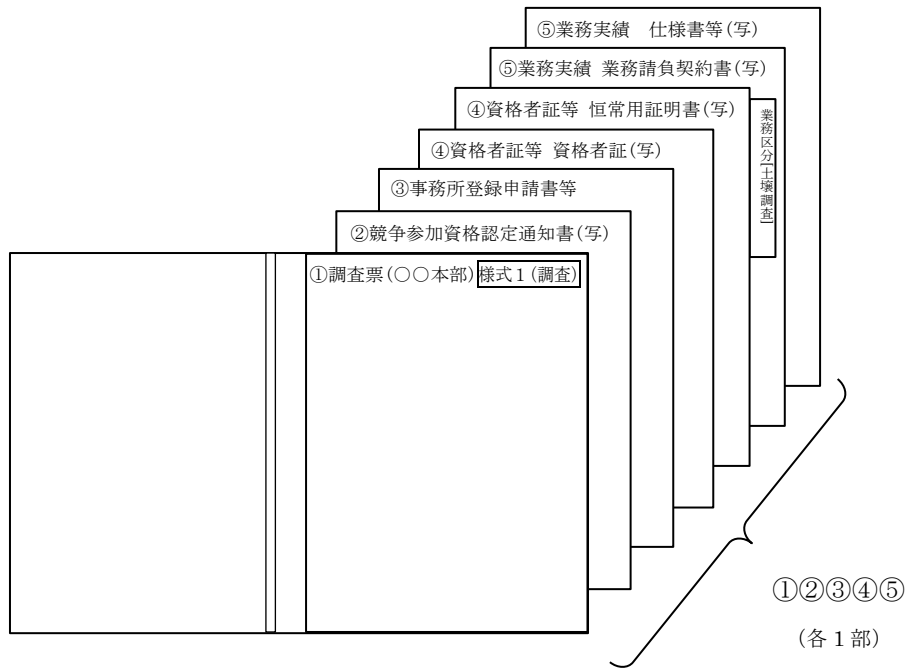 ⑤業務実績　仕様書等(写)
⑤業務実績 業務請負契約書(写)
④資格者証等 恒常用証明書(写)
業務区分[土壌調査]
④資格者証等 資格者証(写)
③事務所登録申請書等
②競争参加資格認定通知書(写)
①調査票(○○本部) 様式1(調査)
①②③④⑤
(各1部)